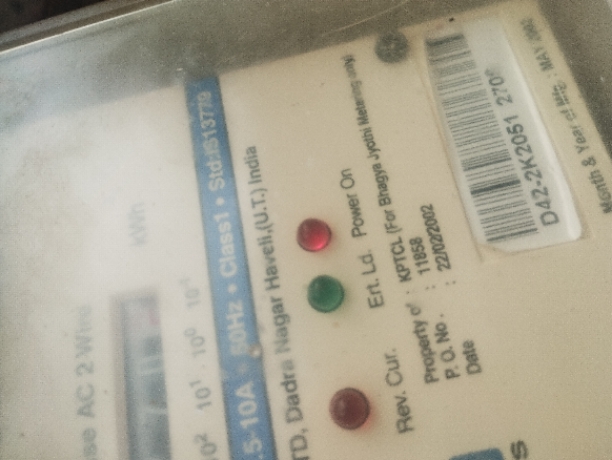 se AC 2 Wire
kWh
10² 10¹ 10⁰ 10⁻¹
.5-10A • 50Hz • Class1 • Std:IS13779
TD, Dadra Nagar Haveli,(U.T.) India
Rev. Cur. Ert. Ld. Power On
Property of : KPTCL (For Bhagya Jyothi Metering only)
P. O. No. : 11858
Date : 22/02/2002
D42-2K2051 270
Month & Year of Mfg. : MAY 2002